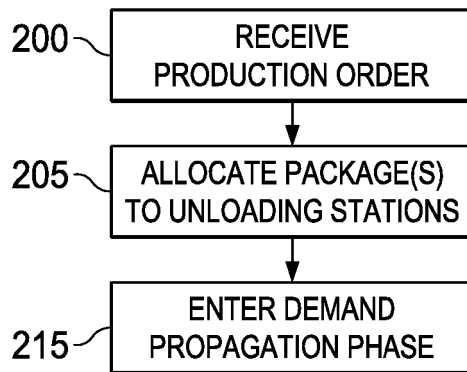 200
RECEIVE
PRODUCTION ORDER
205
ALLOCATE PACKAGE(S)
TO UNLOADING STATIONS
215
ENTER DEMAND
PROPAGATION PHASE